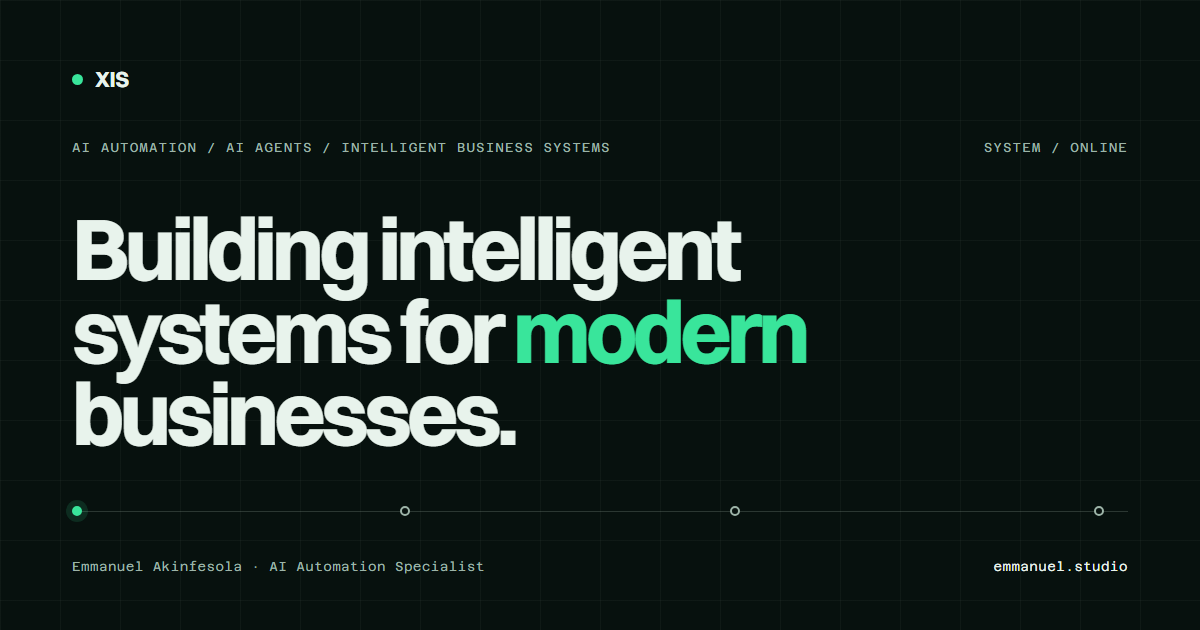 XIS
AI AUTOMATION / AI AGENTS / INTELLIGENT BUSINESS SYSTEMS
SYSTEM / ONLINE
Building intelligent
systems for modern
businesses.
Emmanuel Akinfesola · AI Automation Specialist
emmanuel.studio